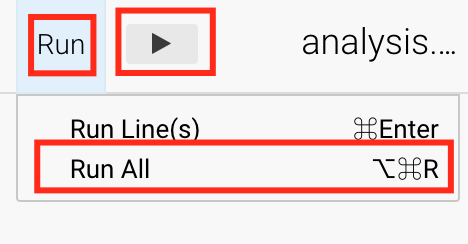 Run analysis.…
Run Line(s) ⌘Enter
Run All ⌥⌘R